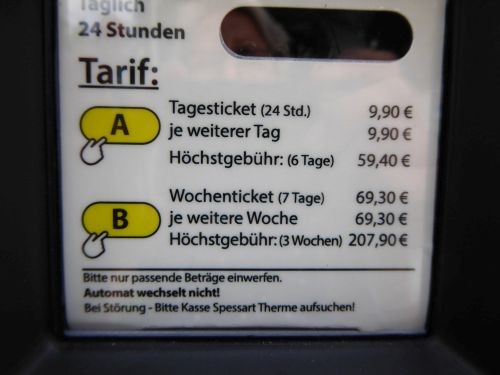 Täglich
24 Stunden
Tarif:
A
Tagesticket (24 Std.) 9,90 €
je weiterer Tag 9,90 €
Höchstgebühr: (6 Tage) 59,40 €
B
Wochenticket (7 Tage) 69,30 €
je weitere Woche 69,30 €
Höchstgebühr: (3 Wochen) 207,90 €
Bitte nur passende Beträge einwerfen.
Automat wechselt nicht!
Bei Störung - Bitte Kasse Spessart Therme aufsuchen!